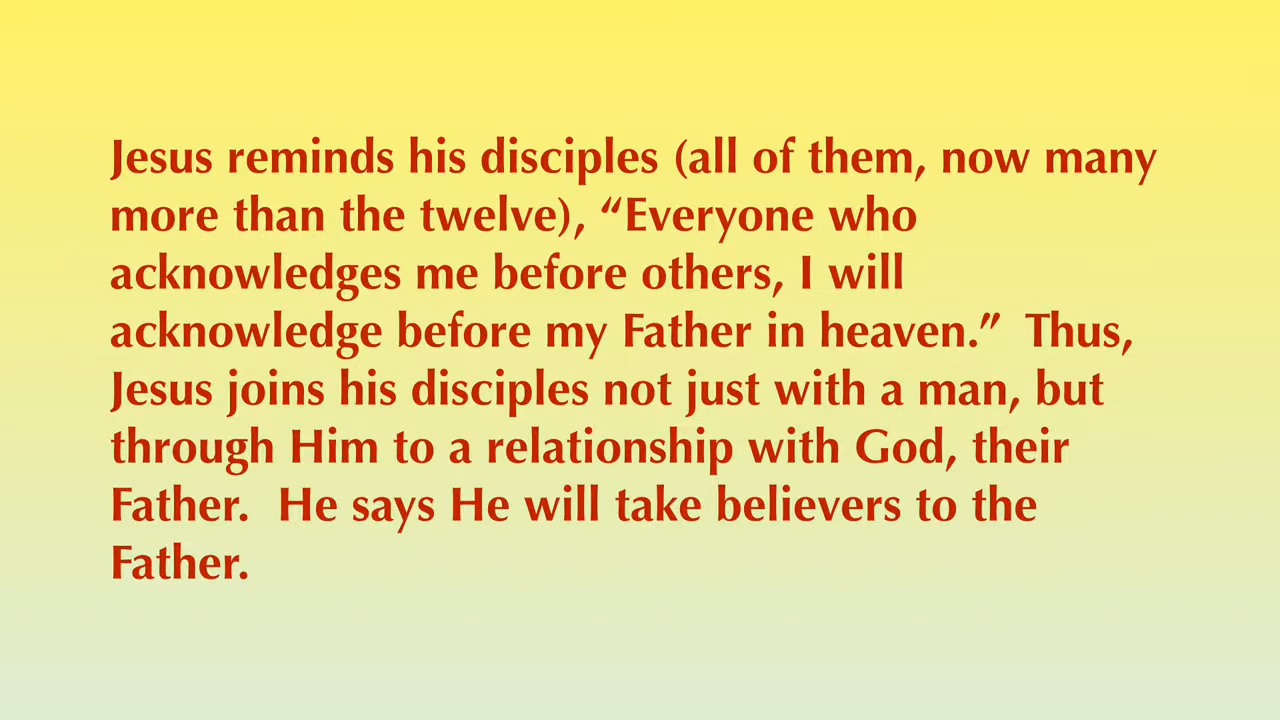 Jesus reminds his disciples (all of them, now many
more than the twelve), “Everyone who
acknowledges me before others, I will
acknowledge before my Father in heaven.”  Thus,
Jesus joins his disciples not just with a man, but
through Him to a relationship with God, their
Father.  He says He will take believers to the
Father.